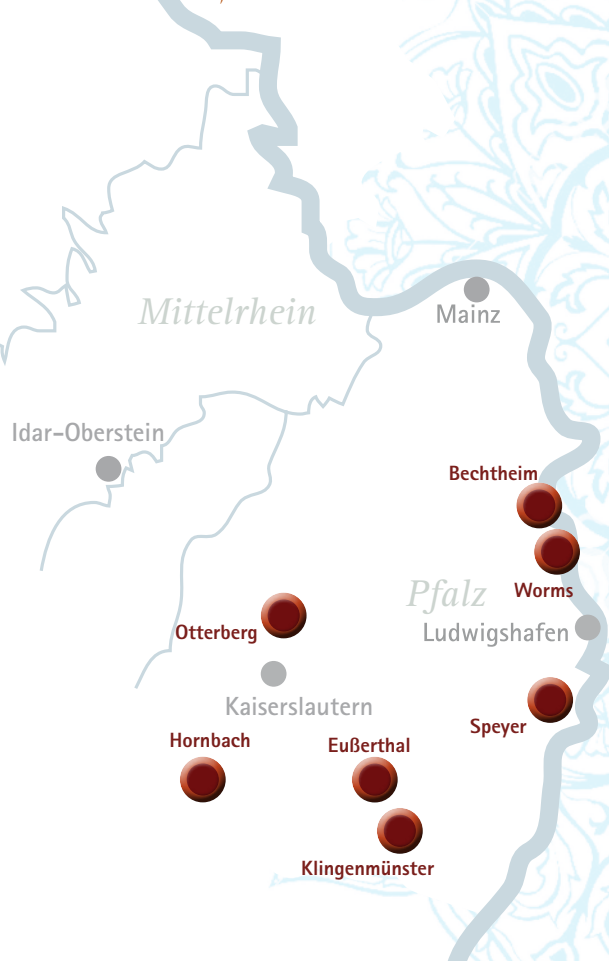 Mittelrhein
Mainz
Idar-Oberstein
Bechtheim
Worms
Pfalz
Ludwigshafen
Otterberg
Kaiserslautern
Speyer
Hornbach
Eußerthal
Klingenmünster